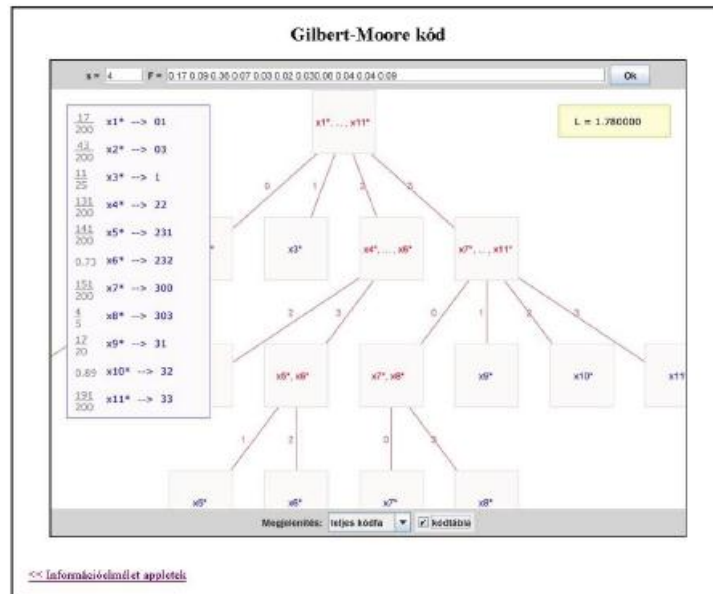 Gilbert-Moore kód
s = 4 F = 0.17 0.09 0.36 0.07 0.03 0.02 0.030.06 0.04 0.04 0.09 Ok
17/200 x1* --> 01
43/200 x2* --> 03
11/25 x3* --> 1
131/200 x4* --> 22
141/200 x5* --> 231
0.73 x6* --> 232
151/200 x7* --> 300
4/5 x8* --> 303
17/20 x9* --> 31
0.89 x10* --> 32
191/200 x11* --> 33
x1*, ... , x11*
L = 1.780000
0 1 2 3
x3* x4*, ... , x6* x7*, ... , x11*
2 3 0 1 2 3
x5*, x6* x7*, x8* x9* x10* x11*
1 2 0 3
x5* x6* x7* x8*
Megjelenítés: teljes kódfa kódtábla
<< Információelmélet appletek